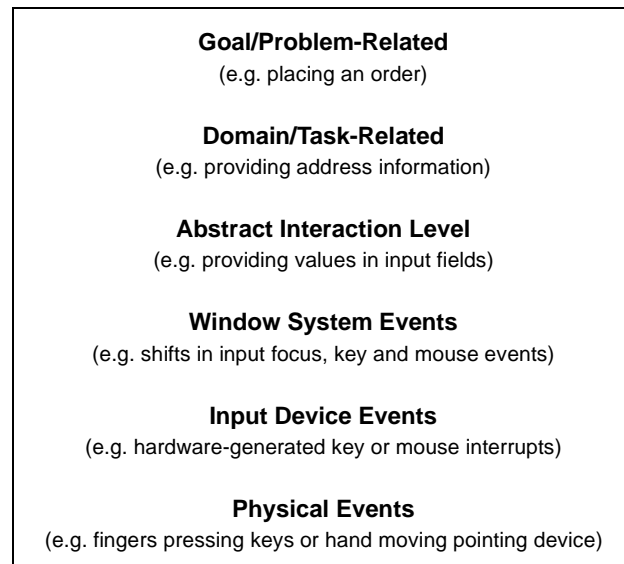 Goal/Problem-Related
(e.g. placing an order)
Domain/Task-Related
(e.g. providing address information)
Abstract Interaction Level
(e.g. providing values in input fields)
Window System Events
(e.g. shifts in input focus, key and mouse events)
Input Device Events
(e.g. hardware-generated key or mouse interrupts)
Physical Events
(e.g. fingers pressing keys or hand moving pointing device)